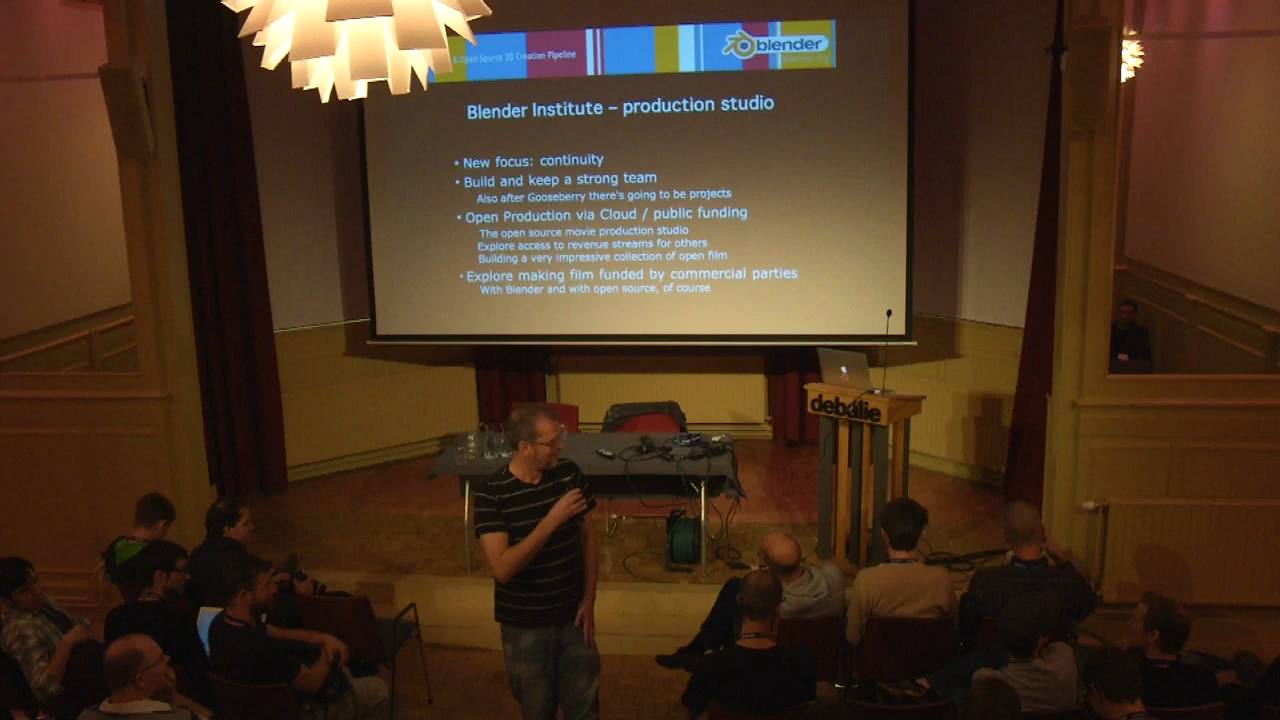 & Open Source 3D Creation Pipeline
blender
Blender Institute – production studio
• New focus: continuity
• Build and keep a strong team
Also after Gooseberry there's going to be projects
• Open Production via Cloud / public funding
The open source movie production studio
Explore access to revenue streams for others
Building a very impressive collection of open film
• Explore making film funded by commercial parties
With Blender and with open source, of course
debalie